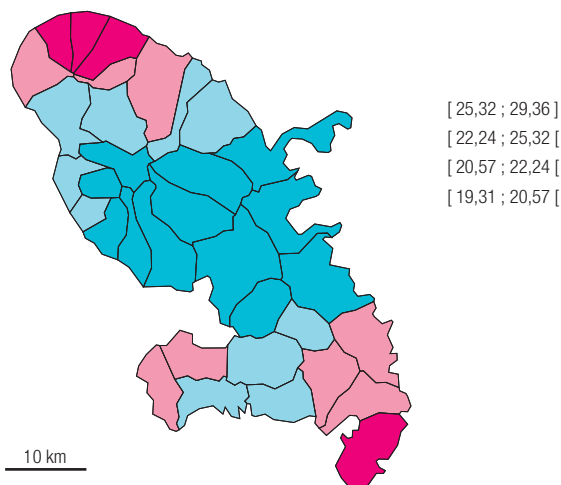 [ 25,32 ; 29,36 ]
[ 22,24 ; 25,32 [
[ 20,57 ; 22,24 [
[ 19,31 ; 20,57 [
10 km